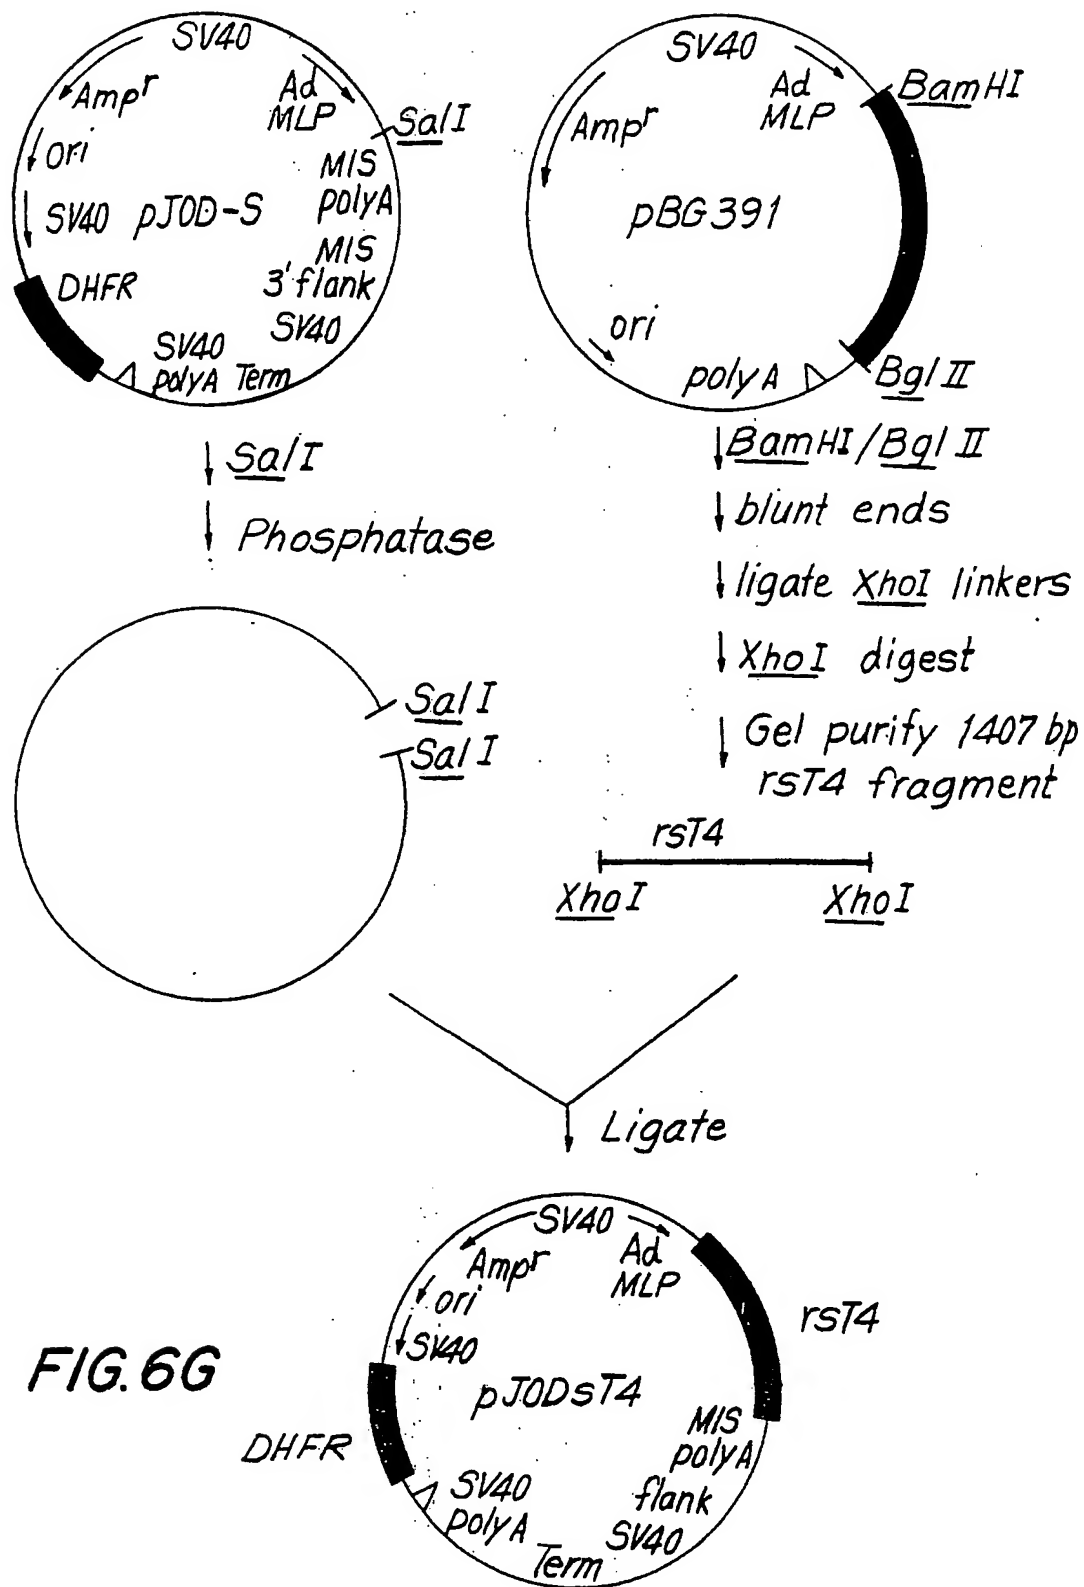 SV40
Ampʳ
Ad
MLP
SalI
ori
MIS
polyA
SV40
pJOD-S
MIS
3' flank
DHFR
SV40
SV40
polyA Term
SV40
BamHI
Ad
MLP
Ampʳ
pBG391
ori
polyA
BglII
SalI
Phosphatase
BamHI/BglII
blunt ends
ligate XhoI linkers
XhoI digest
Gel purify 1407 bp
rsT4 fragment
SalI
SalI
rsT4
XhoI
XhoI
Ligate
SV40
Ampʳ
Ad
MLP
ori
rsT4
SV40
pJODsT4
MIS
polyA
DHFR
flank
SV40
SV40
polyA
Term
FIG. 6G